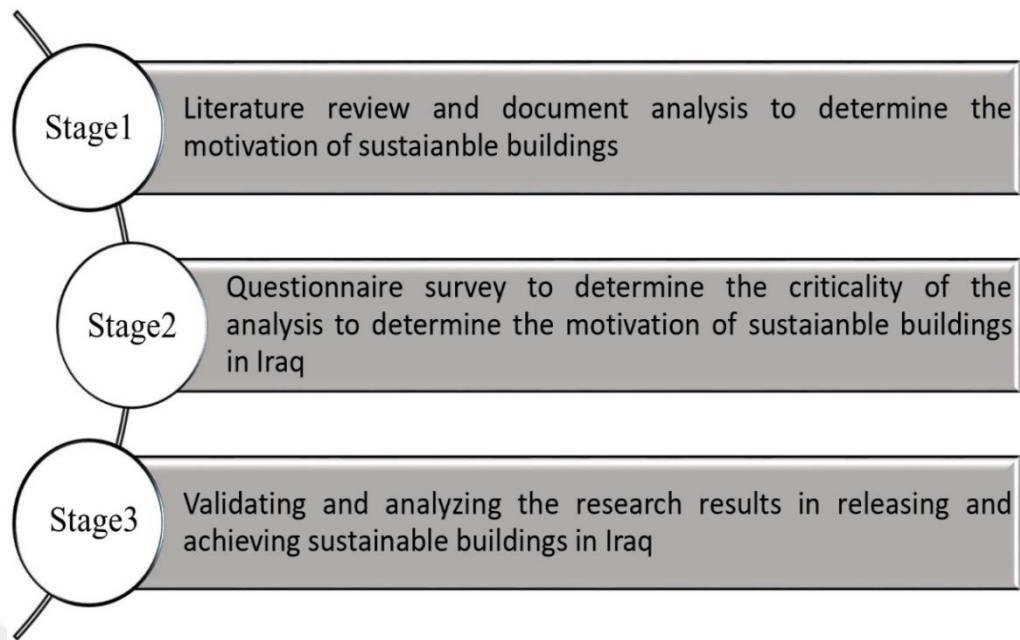 Stage1
Literature review and document analysis to determine the
motivation of sustaianble buildings
Stage2
Questionnaire survey to determine the criticality of the
analysis to determine the motivation of sustaianble buildings
in Iraq
Stage3
Validating and analyzing the research results in releasing and
achieving sustainable buildings in Iraq